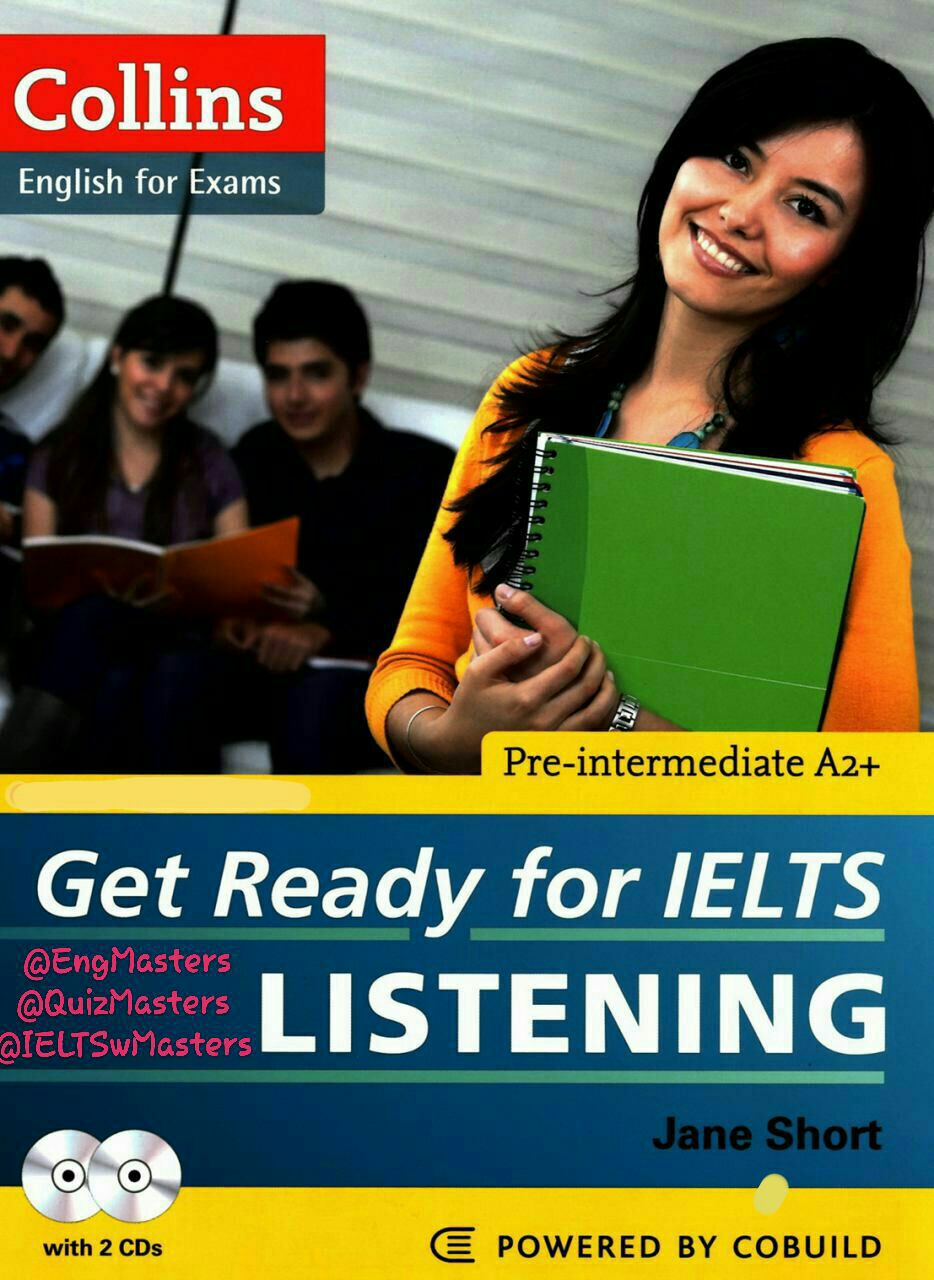 Collins
English for Exams
Pre-intermediate A2+
Get Ready for IELTS
@EngMasters
@QuizMasters
@IELTSwMasters
LISTENING
Jane Short
with 2 CDs
POWERED BY COBUILD